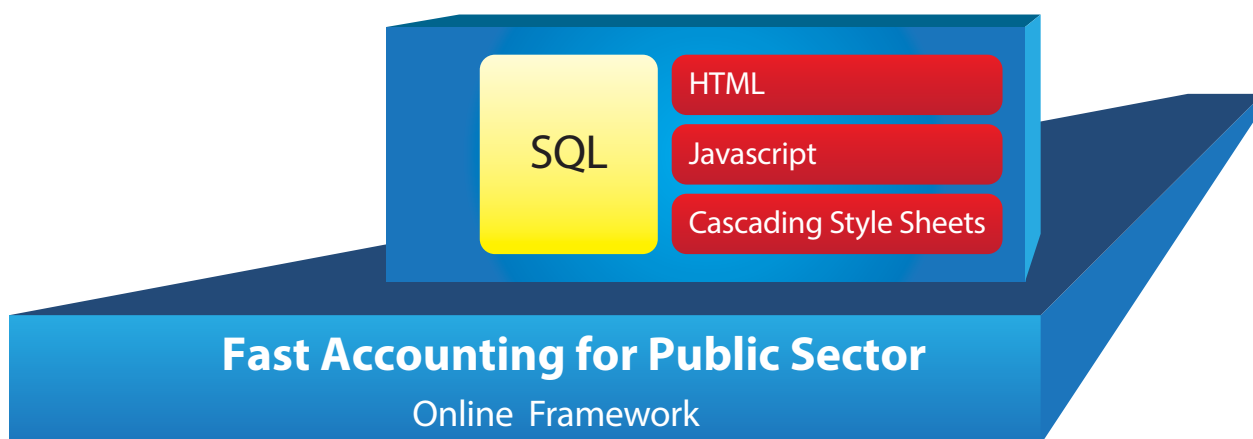 SQL
HTML
Javascript
Cascading Style Sheets
Fast Accounting for Public Sector
Online Framework